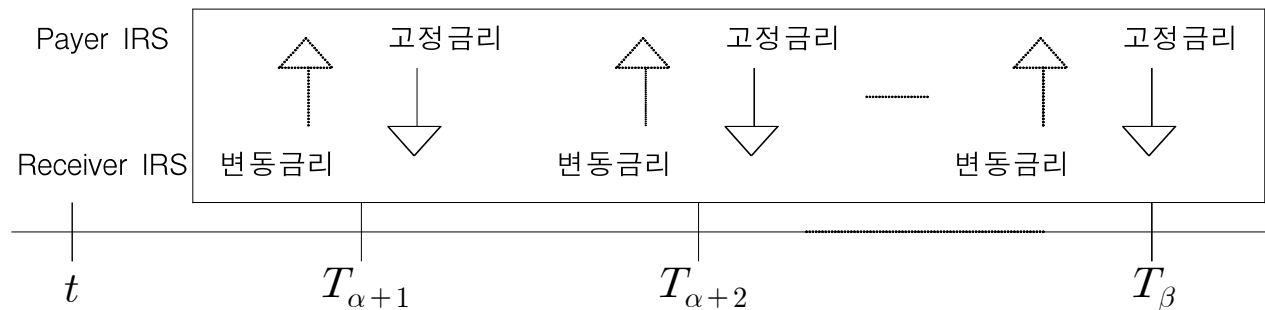 Payer IRS 고정금리 고정금리 고정금리
Receiver IRS 변동금리 변동금리 변동금리
t T_{α+1} T_{α+2} T_β